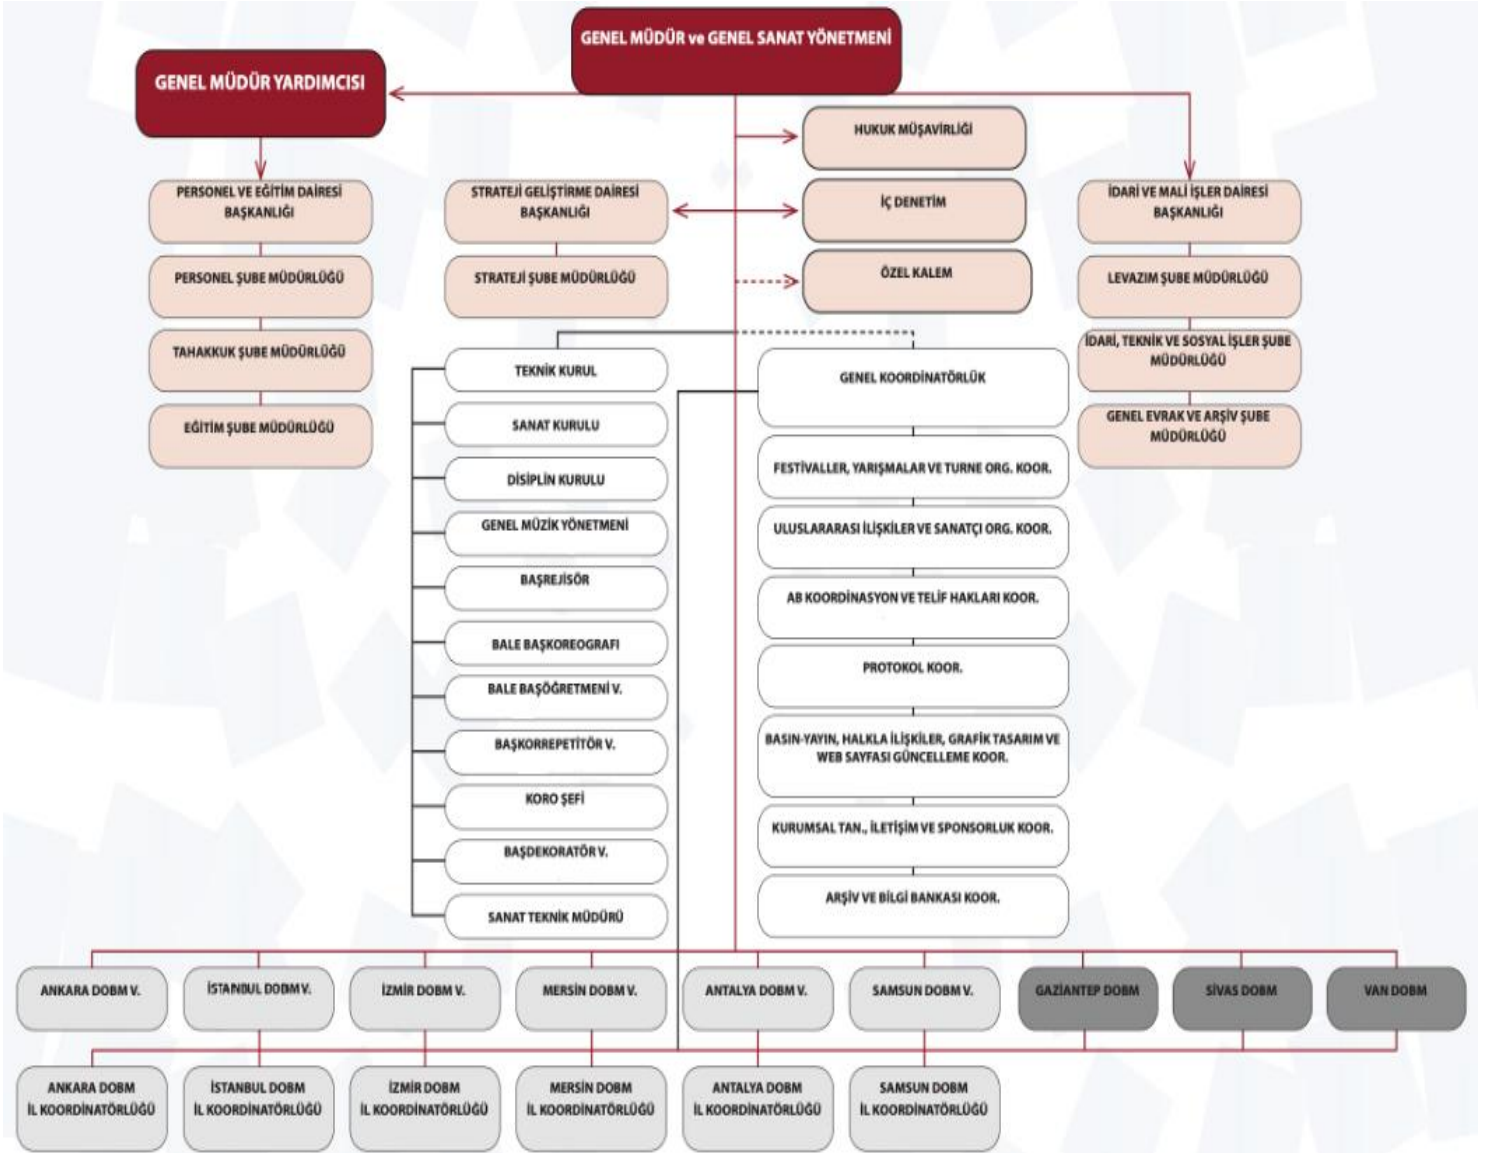 GENEL MÜDÜR ve GENEL SANAT YÖNETMENİ
GENEL MÜDÜR YARDIMCISI
HUKUK MÜŞAVİRLİĞİ
İÇ DENETİM
ÖZEL KALEM
PERSONEL VE EĞİTİM DAİRESİ
BAŞKANLIĞI
PERSONEL ŞUBE MÜDÜRLÜĞÜ
TAHAKKUK ŞUBE MÜDÜRLÜĞÜ
EĞİTİM ŞUBE MÜDÜRLÜĞÜ
STRATEJİ GELİŞTİRME DAİRESİ
BAŞKANLIĞI
STRATEJİ ŞUBE MÜDÜRLÜĞÜ
İDARİ VE MALİ İŞLER DAİRESİ
BAŞKANLIĞI
LEVAZIM ŞUBE MÜDÜRLÜĞÜ
İDARİ, TEKNİK VE SOSYAL İŞLER ŞUBE
MÜDÜRLÜĞÜ
GENEL EVRAK VE ARŞİV ŞUBE
MÜDÜRLÜĞÜ
TEKNİK KURUL
SANAT KURULU
DİSİPLİN KURULU
GENEL MÜZİK YÖNETMENİ
BAŞREJİSÖR
BALE BAŞKOREOGRAFI
BALE BAŞÖĞRETMENİ V.
BAŞKORREPETİTÖR V.
KORO ŞEFİ
BAŞDEKORATÖR V.
SANAT TEKNİK MÜDÜRÜ
GENEL KOORDİNATÖRLÜK
FESTİVALLER, YARIŞMALAR VE TURNE ORG. KOOR.
ULUSLARARASI İLİŞKİLER VE SANATÇI ORG. KOOR.
AB KOORDİNASYON VE TELİF HAKLARI KOOR.
PROTOKOL KOOR.
BASIN-YAYIN, HALKLA İLİŞKİLER, GRAFİK TASARIM VE
WEB SAYFASI GÜNCELLEME KOOR.
KURUMSAL TAN., İLETİŞİM VE SPONSORLUK KOOR.
ARŞİV VE BİLGİ BANKASI KOOR.
ANKARA DOBM V.
İSTANBUL DOBM V.
İZMİR DOBM V.
MERSİN DOBM V.
ANTALYA DOBM V.
SAMSUN DOBM V.
GAZİANTEP DOBM
SİVAS DOBM
VAN DOBM
ANKARA DOBM
İL KOORDİNATÖRLÜĞÜ
İSTANBUL DOBM
İL KOORDİNATÖRLÜĞÜ
İZMİR DOBM
İL KOORDİNATÖRLÜĞÜ
MERSİN DOBM
İL KOORDİNATÖRLÜĞÜ
ANTALYA DOBM
İL KOORDİNATÖRLÜĞÜ
SAMSUN DOBM
İL KOORDİNATÖRLÜĞÜ